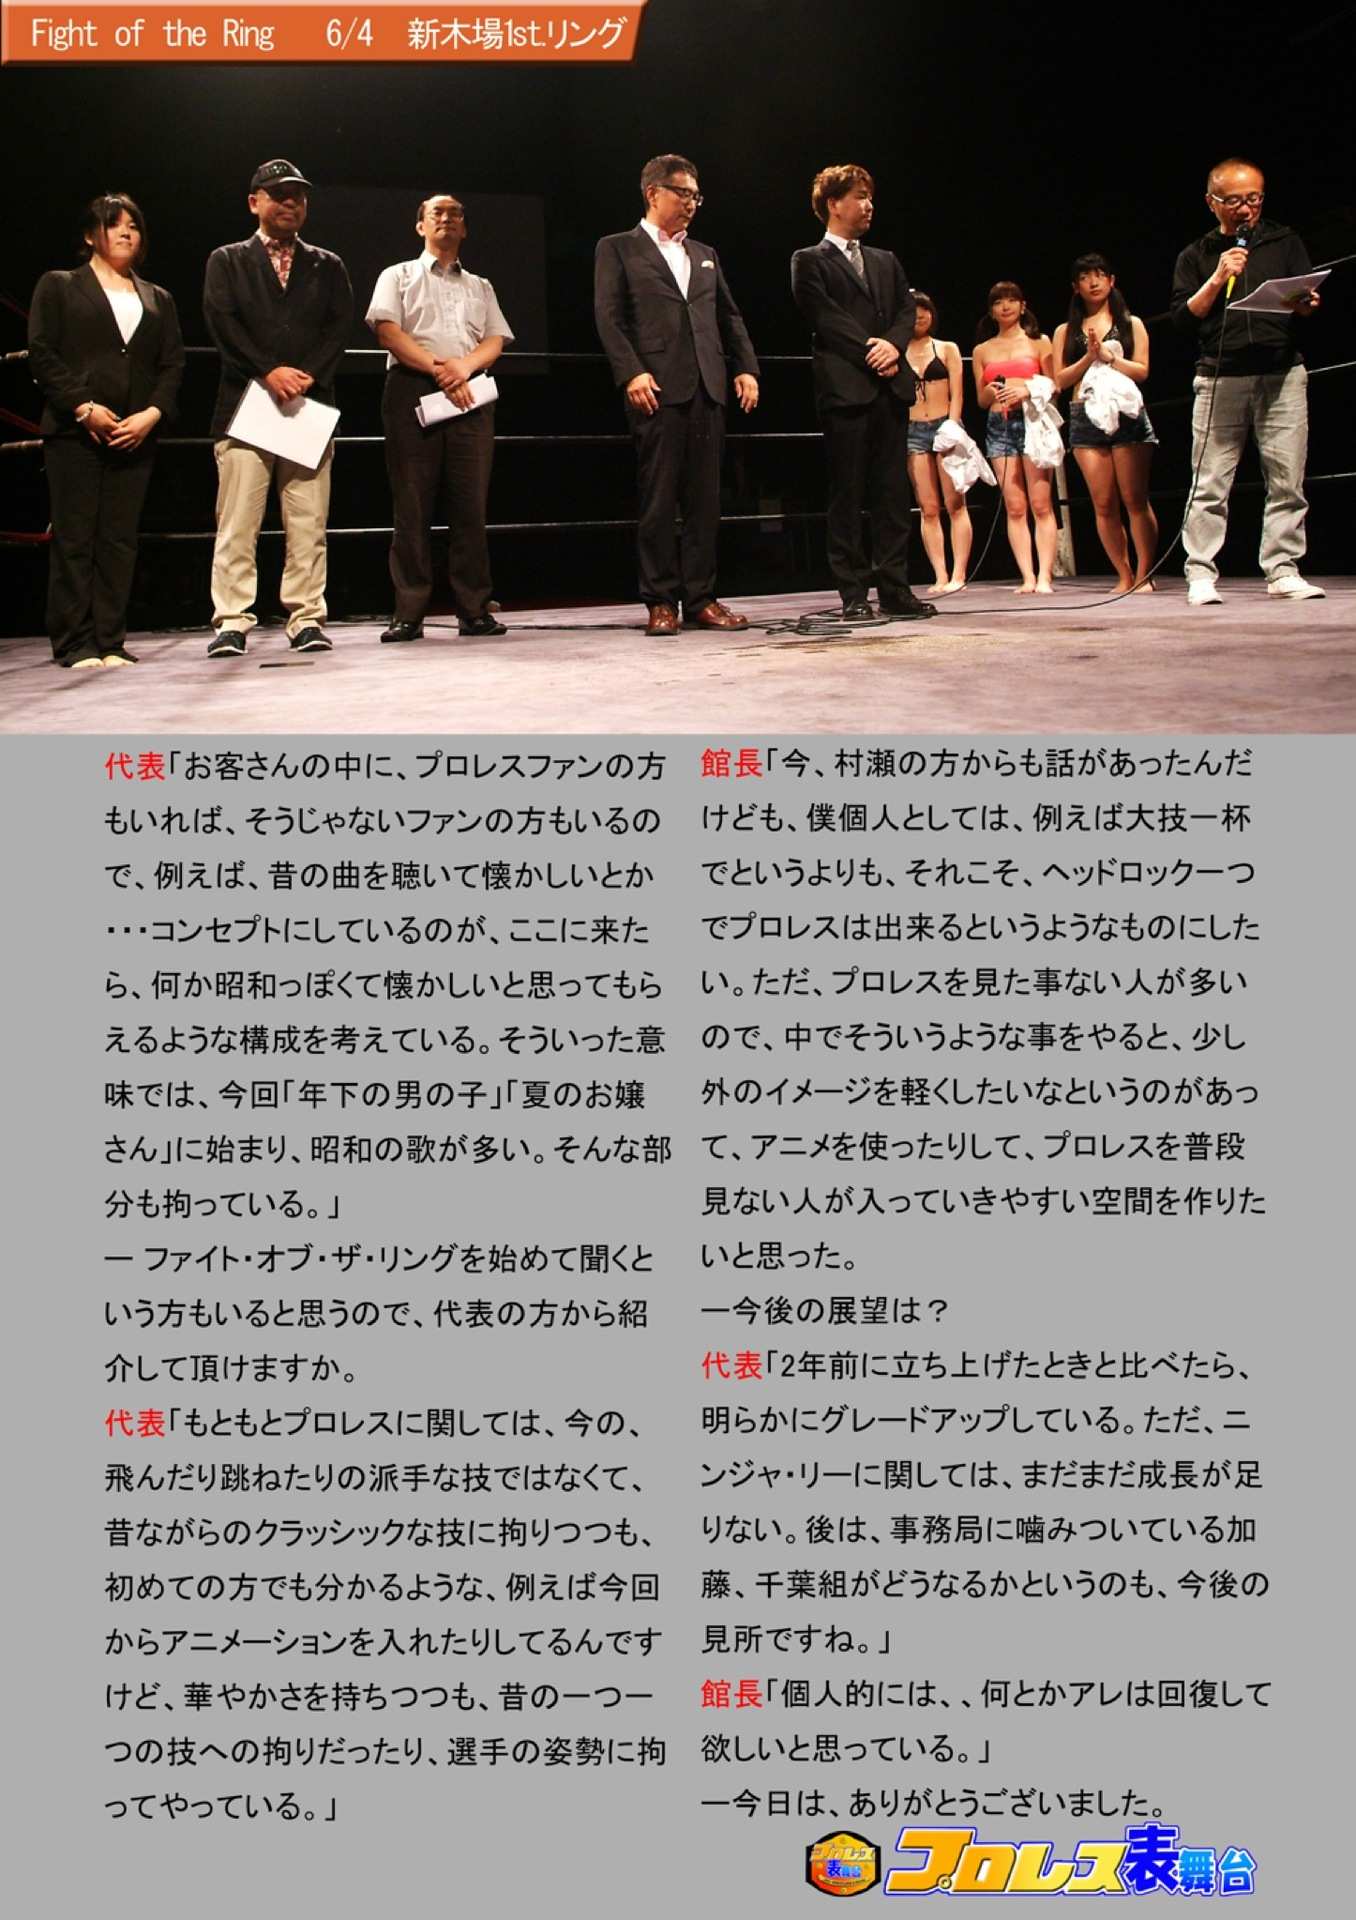 Fight of the Ring 6/4 新木場1st.リング
代表「お客さんの中に、プロレスファンの方
もいれば、そうじゃないファンの方もいるの
で、例えば、昔の曲を聴いて懐かしいとか
・・・コンセプトにしているのが、ここに来た
ら、何か昭和っぽくて懐かしいと思ってもら
えるような構成を考えている。そういった意
味では、今回「年下の男の子」「夏のお嬢
さん」に始まり、昭和の歌が多い。そんな部
分も拘っている。」
ー ファイト・オブ・ザ・リングを始めて聞くと
いう方もいると思うので、代表の方から紹
介して頂けますか。
代表「もともとプロレスに関しては、今の、
飛んだり跳ねたりの派手な技ではなくて、
昔ながらのクラッシックな技に拘りつつも、
初めての方でも分かるような、例えば今回
からアニメーションを入れたりしてるんです
けど、華やかさを持ちつつも、昔の一つ一
つの技への拘りだったり、選手の姿勢に拘
ってやっている。」
館長「今、村瀬の方からも話があったんだ
けども、僕個人としては、例えば大技一杯
でというよりも、それこそ、ヘッドロック一つ
でプロレスは出来るというようなものにした
い。ただ、プロレスを見た事ない人が多い
ので、中でそういうような事をやると、少し
外のイメージを軽くしたいなというのがあっ
て、アニメを使ったりして、プロレスを普段
見ない人が入っていきやすい空間を作りた
いと思った。
ー今後の展望は？
代表「2年前に立ち上げたときと比べたら、
明らかにグレードアップしている。ただ、ニ
ンジャ・リーに関しては、まだまだ成長が足
りない。後は、事務局に噛みついている加
藤、千葉組がどうなるかというのも、今後の
見所ですね。」
館長「個人的には、、何とかアレは回復して
欲しいと思っている。」
ー今日は、ありがとうございました。
プロレス
表舞台
プロレス表舞台